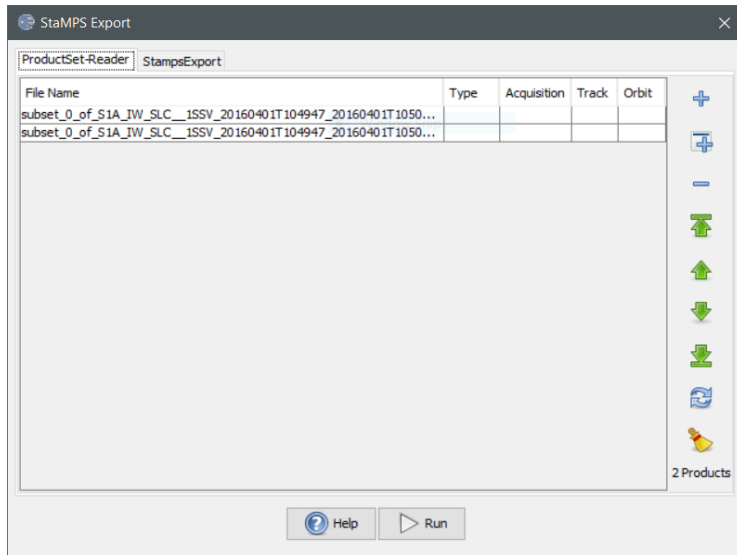 StaMPS Export
ProductSet-Reader StampsExport
File Name Type Acquisition Track Orbit
subset_0_of_S1A_IW_SLC__1SSV_20160401T104947_20160401T1050...
subset_0_of_S1A_IW_SLC__1SSV_20160401T104947_20160401T1050...
2 Products
Help Run